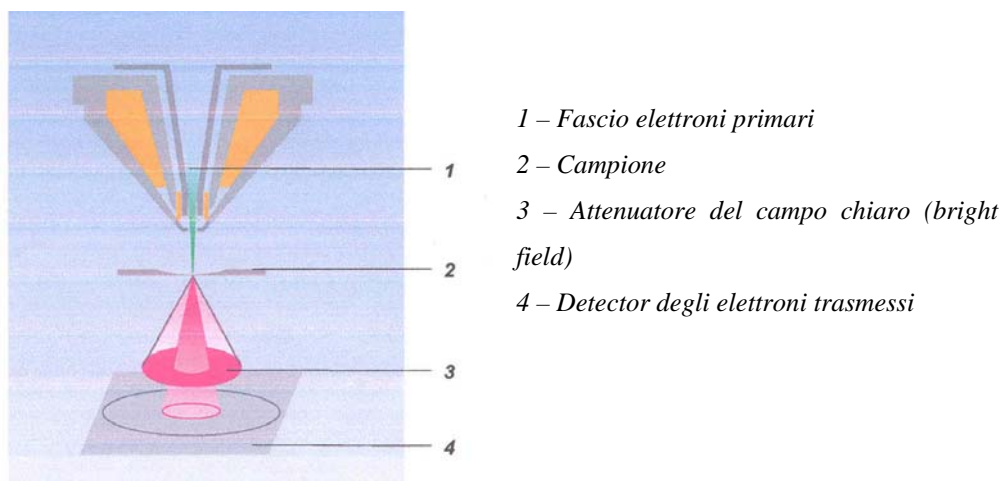 1
2
3
4
1 – Fascio elettroni primari
2 – Campione
3 – Attenuatore del campo chiaro (bright
field)
4 – Detector degli elettroni trasmessi